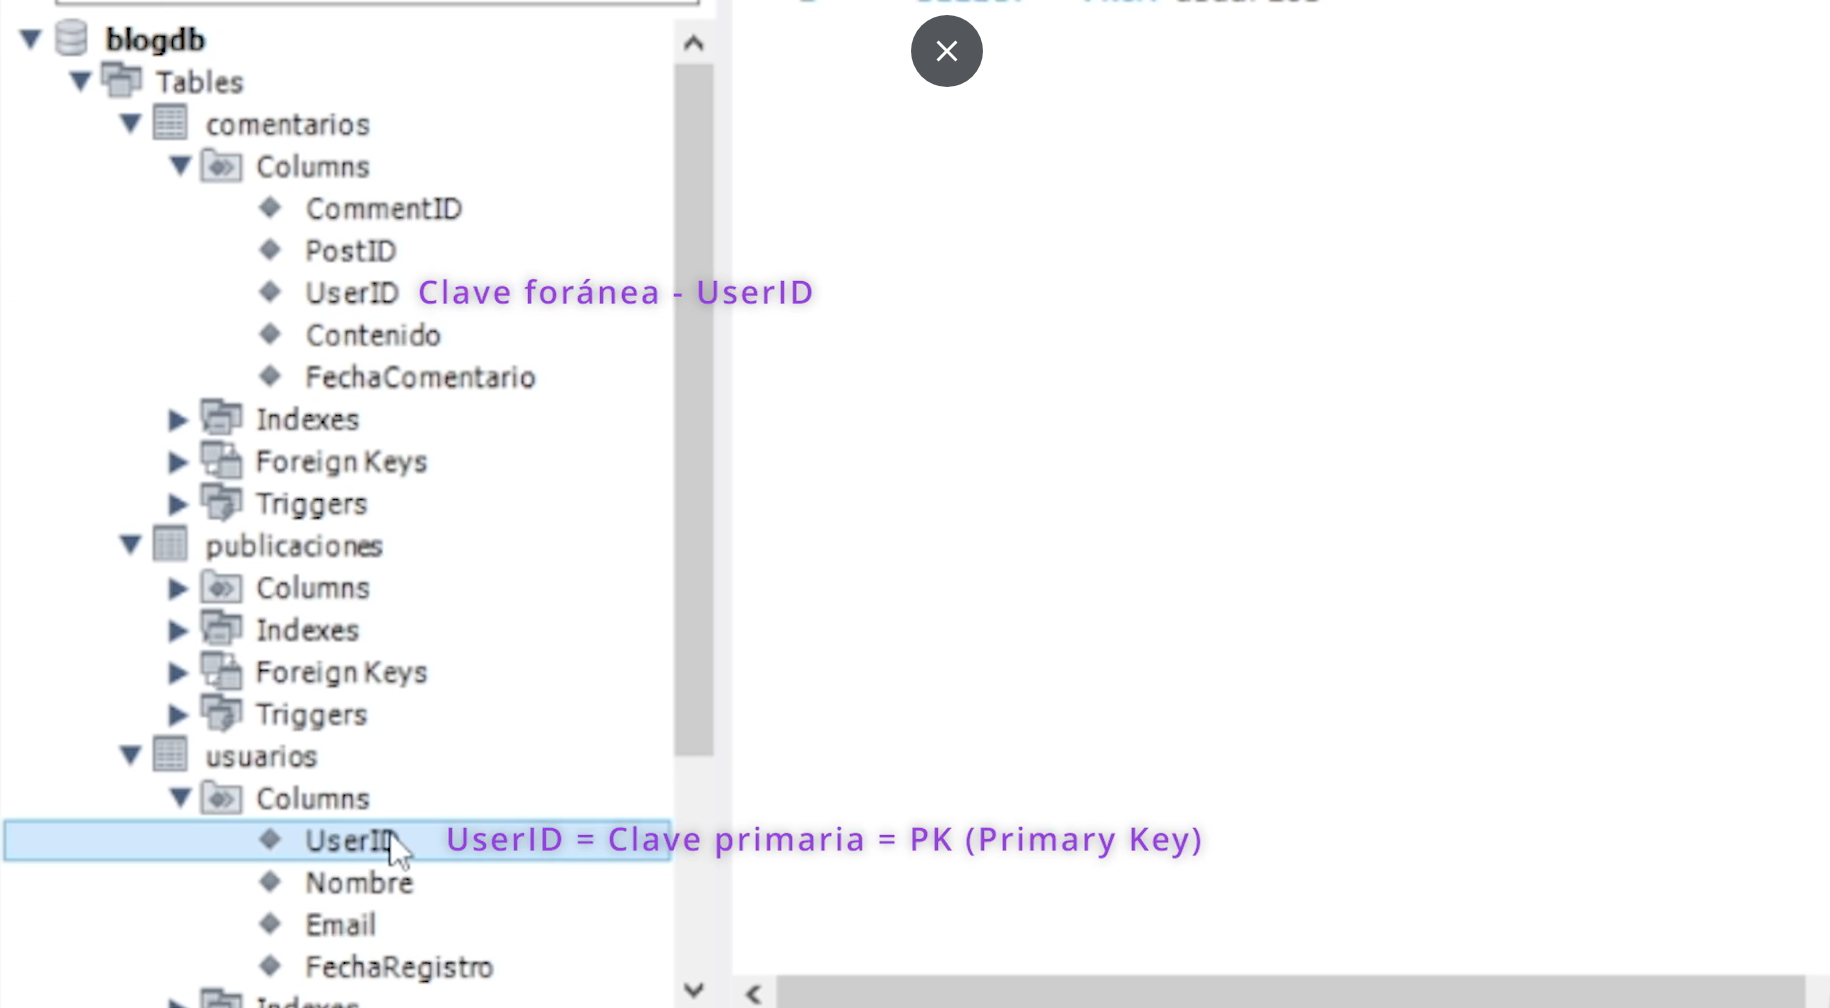 blogdb
Tables
comentarios
Columns
CommentID
PostID
UserID Clave foránea - UserID
Contenido
FechaComentario
Indexes
Foreign Keys
Triggers
publicaciones
Columns
Indexes
Foreign Keys
Triggers
usuarios
Columns
UserID UserID = Clave primaria = PK (Primary Key)
Nombre
Email
FechaRegistro
Indexes